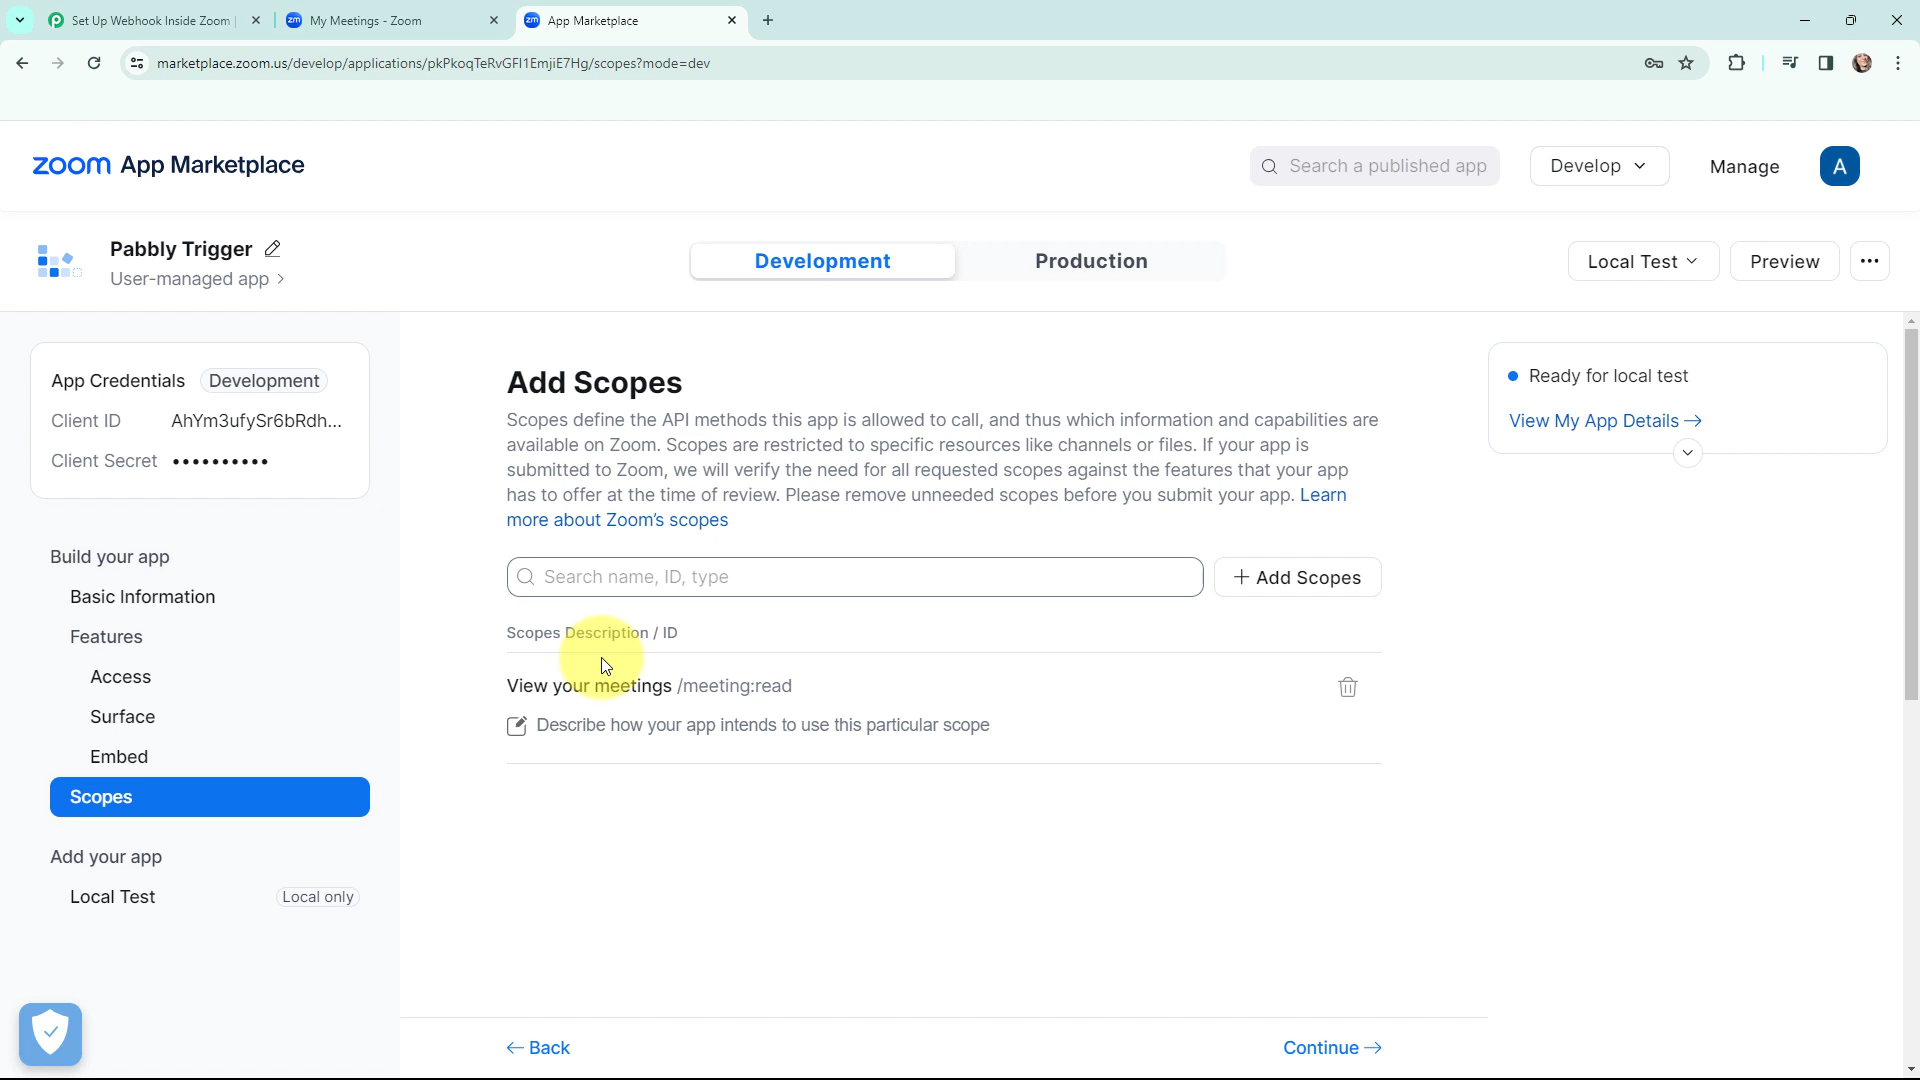 Set Up Webhook Inside Zoom
My Meetings - Zoom
App Marketplace
marketplace.zoom.us/develop/applications/pkPkoqTeRvGFI1EmjiE7Hg/scopes?mode=dev
zoom App Marketplace
Search a published app
Develop
Manage
A
Pabbly Trigger
User-managed app >
Development
Production
Local Test
Preview
App Credentials Development
Client ID AhYm3ufySr6bRdh...
Client Secret ••••••••••
Build your app
Basic Information
Features
Access
Surface
Embed
Scopes
Add your app
Local Test Local only
Add Scopes
Scopes define the API methods this app is allowed to call, and thus which information and capabilities are
available on Zoom. Scopes are restricted to specific resources like channels or files. If your app is
submitted to Zoom, we will verify the need for all requested scopes against the features that your app
has to offer at the time of review. Please remove unneeded scopes before you submit your app. Learn
more about Zoom's scopes
Search name, ID, type
+ Add Scopes
Scopes Description / ID
View your meetings /meeting:read
Describe how your app intends to use this particular scope
← Back
Continue →
Ready for local test
View My App Details →